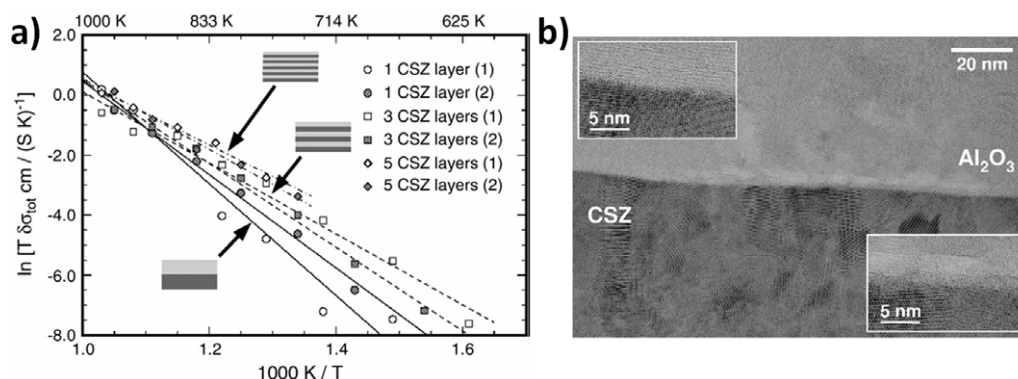 a)
1000 K 833 K 714 K 625 K
2.0
0.0
-2.0
-4.0
-6.0
-8.0
ln [T δσtot cm / (S K)-1]
1 CSZ layer (1)
1 CSZ layer (2)
3 CSZ layers (1)
3 CSZ layers (2)
5 CSZ layers (1)
5 CSZ layers (2)
1.0 1.2 1.4 1.6
1000 K / T
b)
20 nm
5 nm
Al2O3
CSZ
5 nm